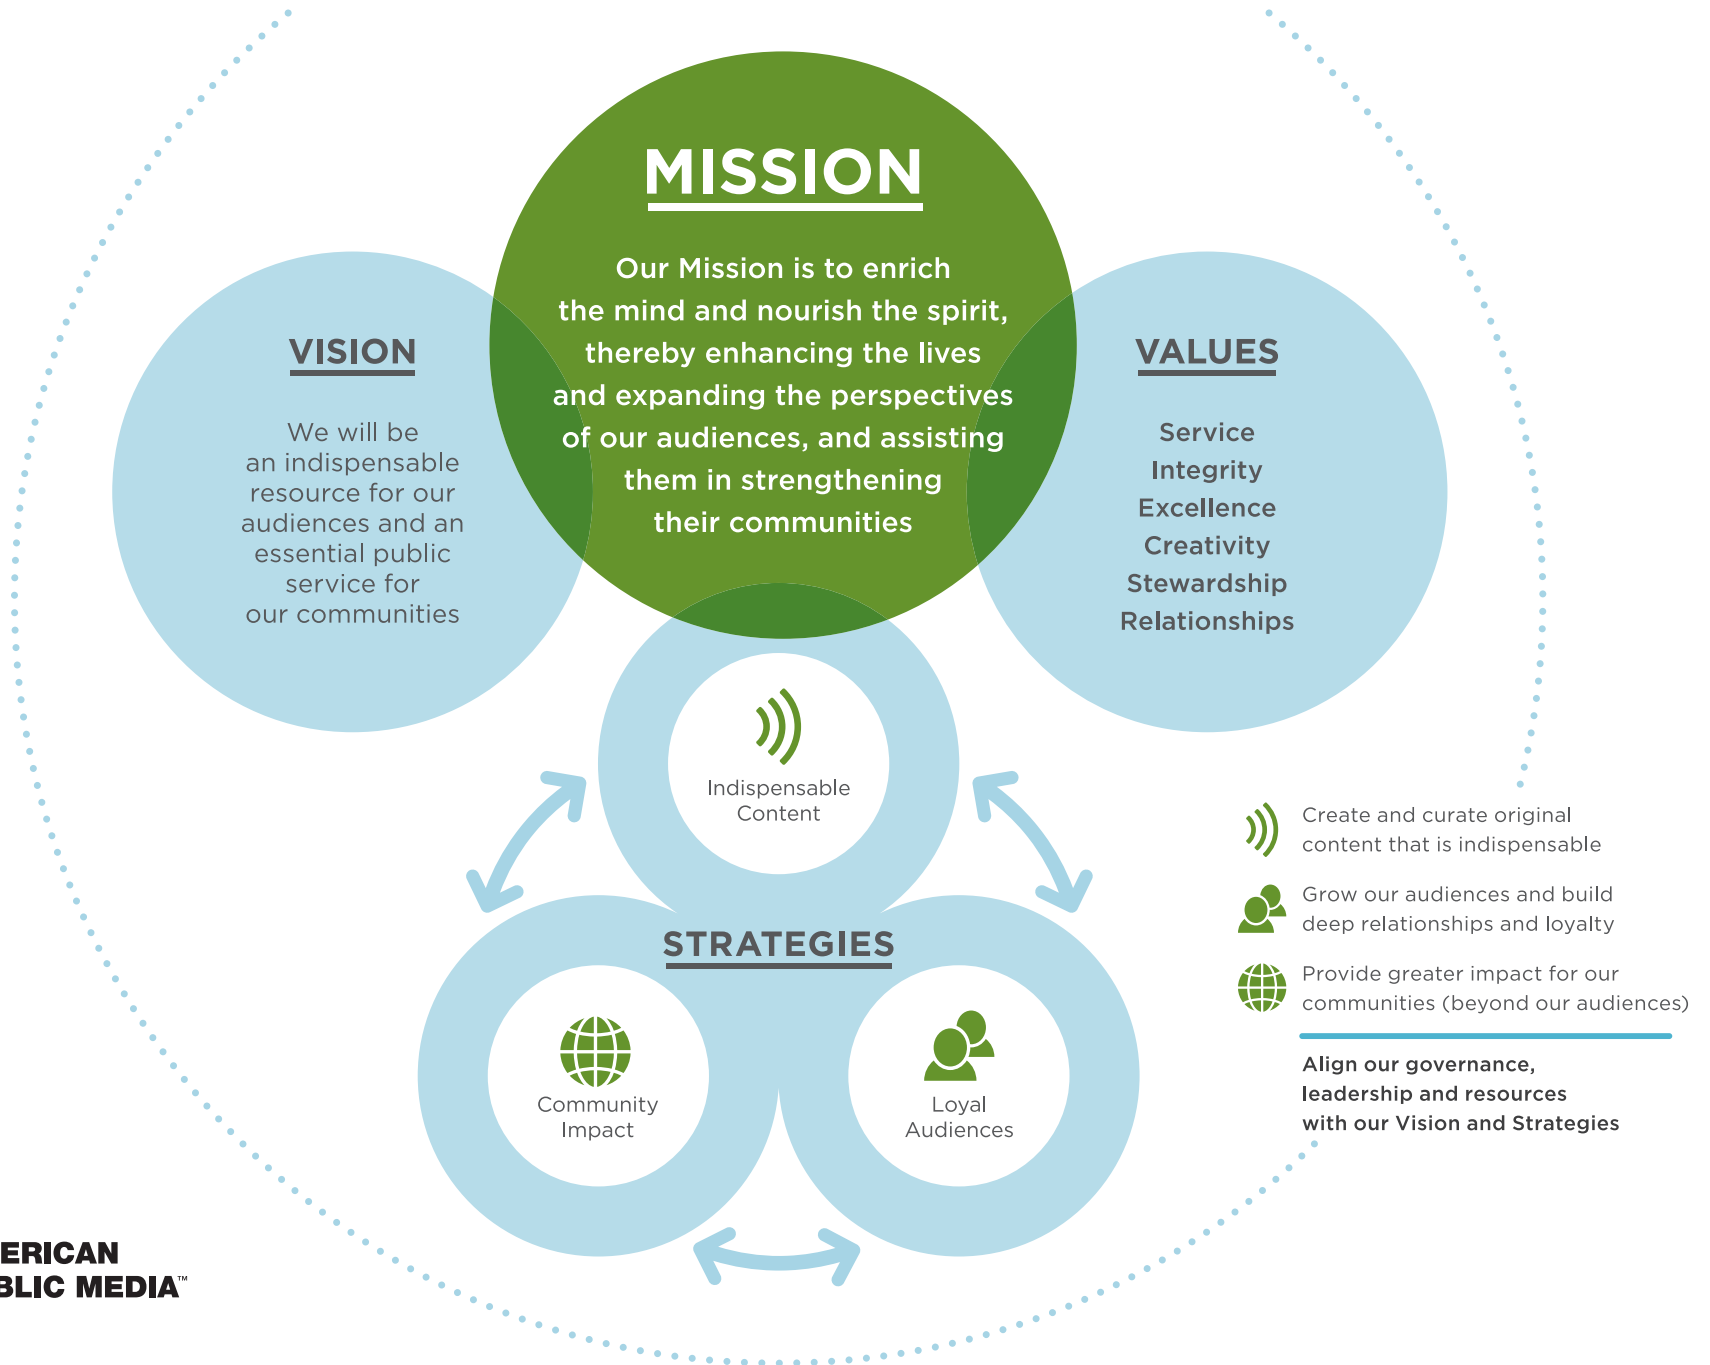 MISSION
Our Mission is to enrich
the mind and nourish the spirit,
thereby enhancing the lives
and expanding the perspectives
of our audiences, and assisting
them in strengthening
their communities
VISION
We will be
an indispensable
resource for our
audiences and an
essential public
service for
our communities
VALUES
Service
Integrity
Excellence
Creativity
Stewardship
Relationships
Indispensable
Content
STRATEGIES
Community
Impact
Loyal
Audiences
Create and curate original
content that is indispensable
Grow our audiences and build
deep relationships and loyalty
Provide greater impact for our
communities (beyond our audiences)
Align our governance,
leadership and resources
with our Vision and Strategies
ERICAN
BLIC MEDIA™